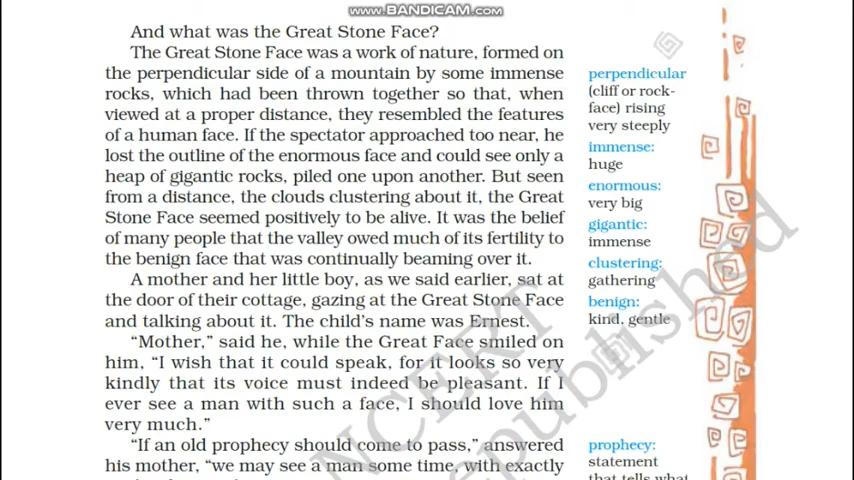 www.BANDICAM.com
And what was the Great Stone Face?
The Great Stone Face was a work of nature, formed on
the perpendicular side of a mountain by some immense
rocks, which had been thrown together so that, when
viewed at a proper distance, they resembled the features
of a human face. If the spectator approached too near, he
lost the outline of the enormous face and could see only a
heap of gigantic rocks, piled one upon another. But seen
from a distance, the clouds clustering about it, the Great
Stone Face seemed positively to be alive. It was the belief
of many people that the valley owed much of its fertility to
the benign face that was continually beaming over it.
A mother and her little boy, as we said earlier, sat at
the door of their cottage, gazing at the Great Stone Face
and talking about it. The child's name was Ernest.
“Mother,” said he, while the Great Face smiled on
him, “I wish that it could speak, for it looks so very
kindly that its voice must indeed be pleasant. If I
ever see a man with such a face, I should love him
very much.”
“If an old prophecy should come to pass,” answered
his mother, “we may see a man some time, with exactly
perpendicular
(cliff or rock-
face) rising
very steeply
immense:
huge
enormous:
very big
gigantic:
immense
clustering:
gathering
benign:
kind, gentle
prophecy:
statement
that tells what
NCERT
republished